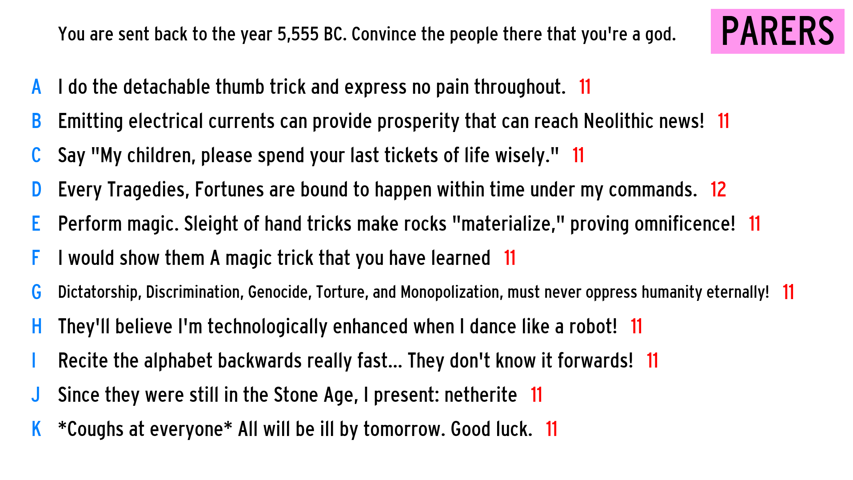 You are sent back to the year 5,555 BC. Convince the people there that you're a god.
PARERS
A I do the detachable thumb trick and express no pain throughout. 11
B Emitting electrical currents can provide prosperity that can reach Neolithic news! 11
C Say "My children, please spend your last tickets of life wisely." 11
D Every Tragedies, Fortunes are bound to happen within time under my commands. 12
E Perform magic. Sleight of hand tricks make rocks "materialize," proving omnificence! 11
F I would show them A magic trick that you have learned 11
G Dictatorship, Discrimination, Genocide, Torture, and Monopolization, must never oppress humanity eternally! 11
H They'll believe I'm technologically enhanced when I dance like a robot! 11
I Recite the alphabet backwards really fast... They don't know it forwards! 11
J Since they were still in the Stone Age, I present: netherite 11
K *Coughs at everyone* All will be ill by tomorrow. Good luck. 11